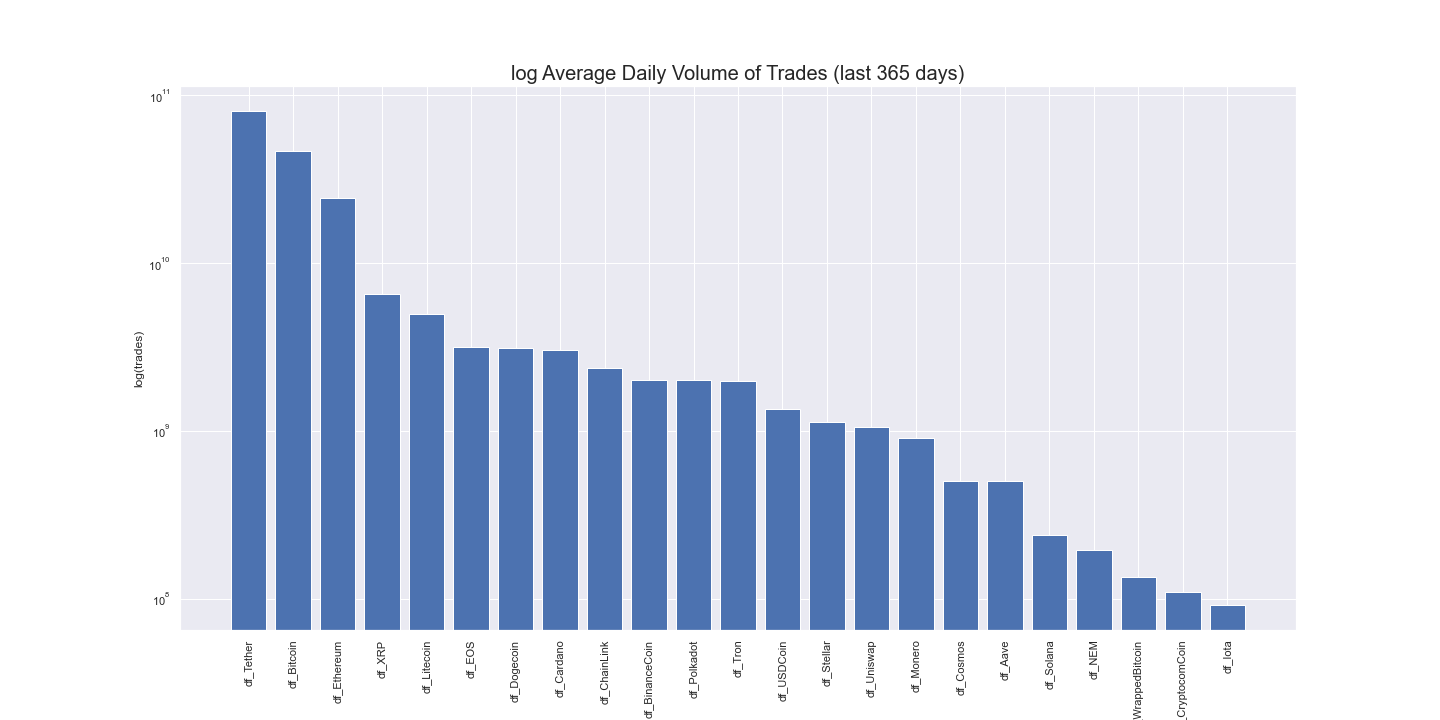 log Average Daily Volume of Trades (last 365 days)
10¹¹
10¹⁰
10⁹
10⁸
log(trades)
df_Tether
df_Bitcoin
df_Ethereum
df_XRP
df_Litecoin
df_EOS
df_Dogecoin
df_Cardano
df_ChainLink
df_BinanceCoin
df_Polkadot
df_Tron
df_USDCoin
df_Stellar
df_Uniswap
df_Monero
df_Cosmos
df_Aave
df_Solana
df_NEM
WrappedBitcoin
_CryptocomCoin
df_Iota